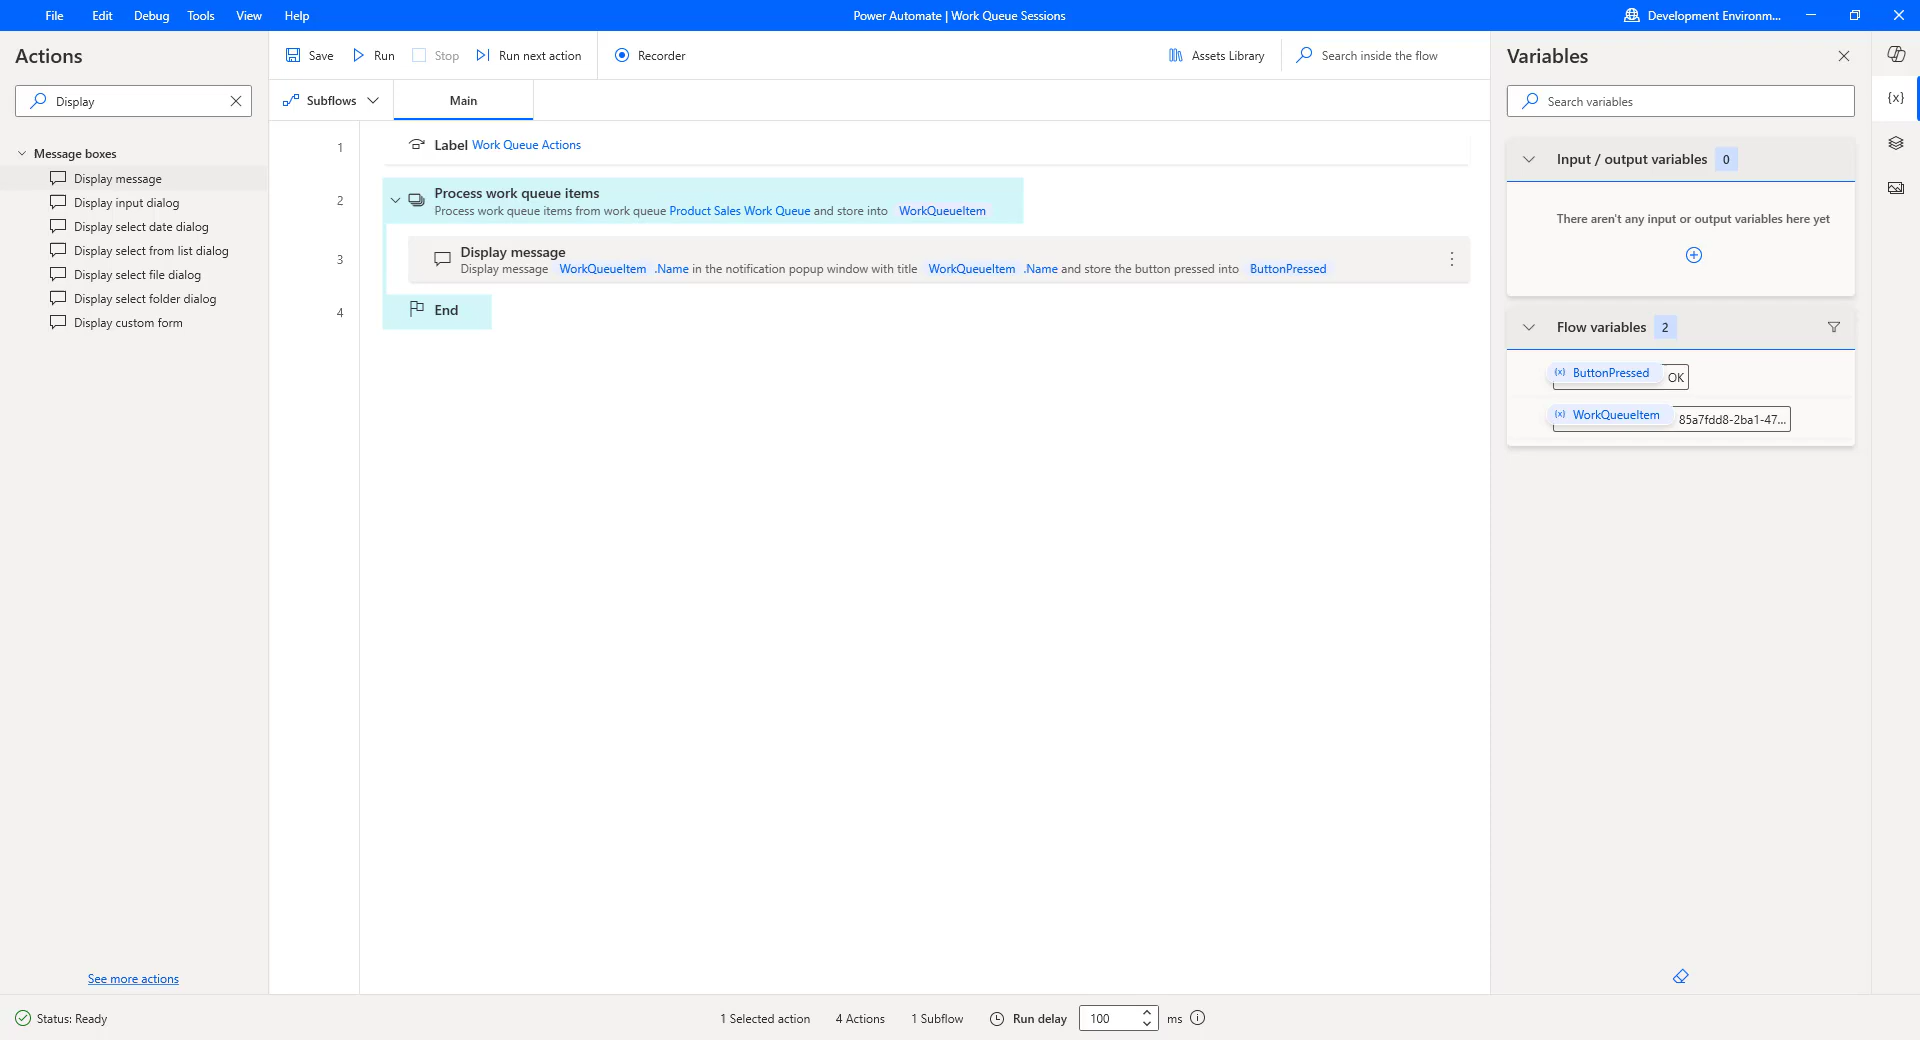 File Edit Debug Tools View Help
Power Automate | Work Queue Sessions
Development Environm...
Actions
Display
Message boxes
Display message
Display input dialog
Display select date dialog
Display select from list dialog
Display select file dialog
Display select folder dialog
Display custom form
See more actions
Save Run Stop Run next action Recorder
Assets Library Search inside the flow
Subflows Main
1 Label Work Queue Actions
2 Process work queue items
Process work queue items from work queue Product Sales Work Queue and store into WorkQueueItem
3 Display message
Display message WorkQueueItem .Name in the notification popup window with title WorkQueueItem .Name and store the button pressed into ButtonPressed
4 End
Variables
{x}
Search variables
Input / output variables 0
There aren't any input or output variables here yet
Flow variables 2
(x) ButtonPressed OK
(x) WorkQueueItem 85a7fdd8-2ba1-47...
Status: Ready
1 Selected action 4 Actions 1 Subflow Run delay 100 ms